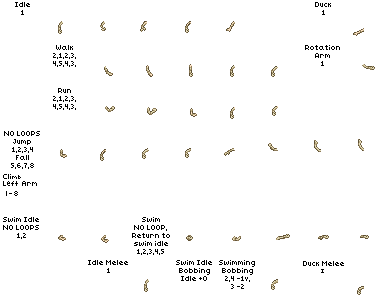 Idle
1
Duck
1
Walk
2,1,2,3,
4,5,4,3,
Rotation
Arm
1
Run
2,1,2,3,
4,5,4,3,
NO LOOPS
Jump
1,2,3,4
Fall
5,6,7,8
Climb
Left Arm
1-8
Swim Idle
NO LOOPS
1,2
Swim
NO LOOP,
Return to
swim idle
1,2,3,4,5
Idle Melee
1
Swim Idle
Bobbing
Idle +0
Swimming
Bobbing
2,4 -1v,
3 -2
Duck Melee
1